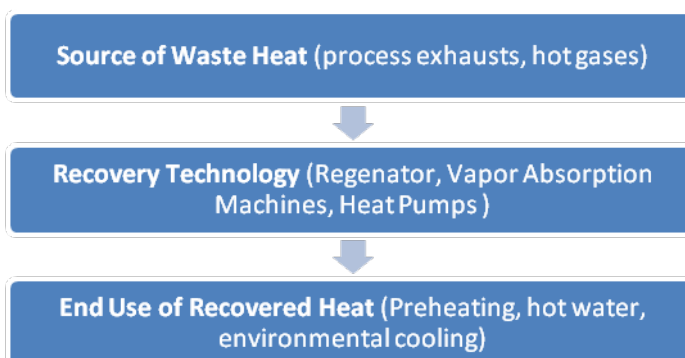 Source of Waste Heat (process exhausts, hot gases)
Recovery Technology (Regenator, Vapor Absorption
Machines, Heat Pumps )
End Use of Recovered Heat (Preheating, hot water,
environmental cooling)